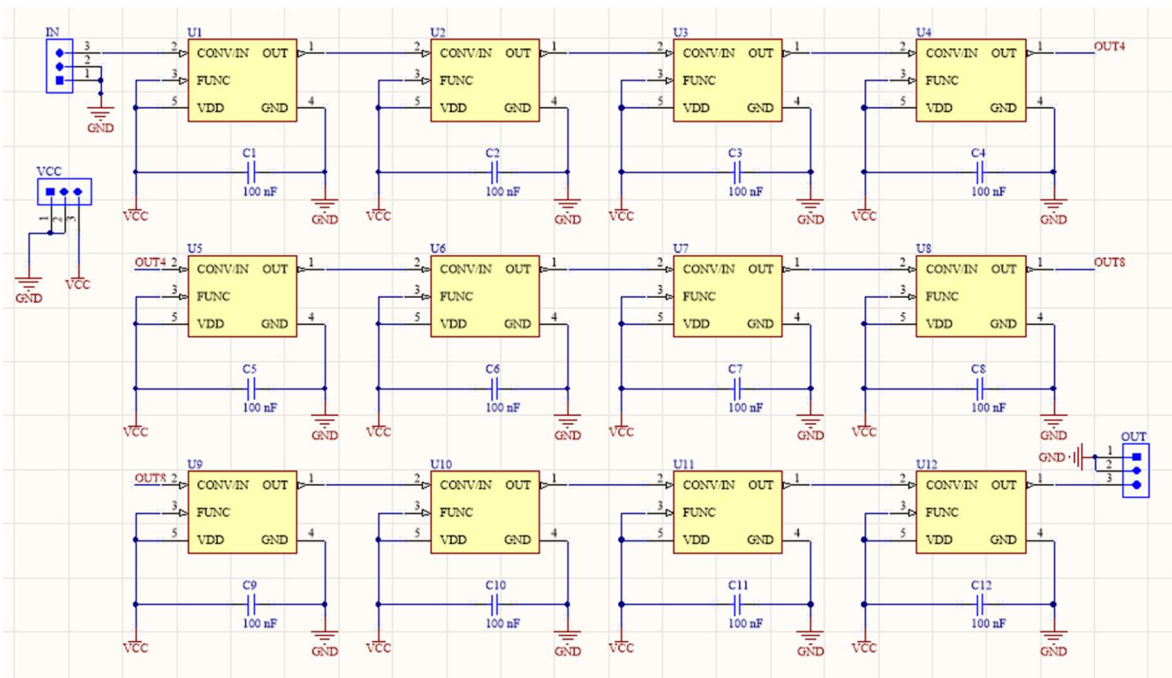 IN
3
2
1
GND
U1
2 CONV/IN OUT 1
3 FUNC
5 VDD GND 4
C1
100 nF
VCC
GND
U2
2 CONV/IN OUT 1
3 FUNC
5 VDD GND 4
C2
100 nF
VCC
GND
U3
2 CONV/IN OUT 1
3 FUNC
5 VDD GND 4
C3
100 nF
VCC
GND
U4
2 CONV/IN OUT 1 OUT4
3 FUNC
5 VDD GND 4
C4
100 nF
VCC
GND
VCC
1 2 3
GND
VCC
U5
OUT4 2 CONV/IN OUT 1
3 FUNC
5 VDD GND 4
C5
100 nF
VCC
GND
U6
2 CONV/IN OUT 1
3 FUNC
5 VDD GND 4
C6
100 nF
VCC
GND
U7
2 CONV/IN OUT 1
3 FUNC
5 VDD GND 4
C7
100 nF
VCC
GND
U8
2 CONV/IN OUT 1 OUT8
3 FUNC
5 VDD GND 4
C8
100 nF
VCC
GND
U9
OUT8 2 CONV/IN OUT 1
3 FUNC
5 VDD GND 4
C9
100 nF
VCC
GND
U10
2 CONV/IN OUT 1
3 FUNC
5 VDD GND 4
C10
100 nF
VCC
GND
U11
2 CONV/IN OUT 1
3 FUNC
5 VDD GND 4
C11
100 nF
VCC
GND
U12
2 CONV/IN OUT 1
3 FUNC
5 VDD GND 4
C12
100 nF
VCC
GND
OUT
GND 1
2
3